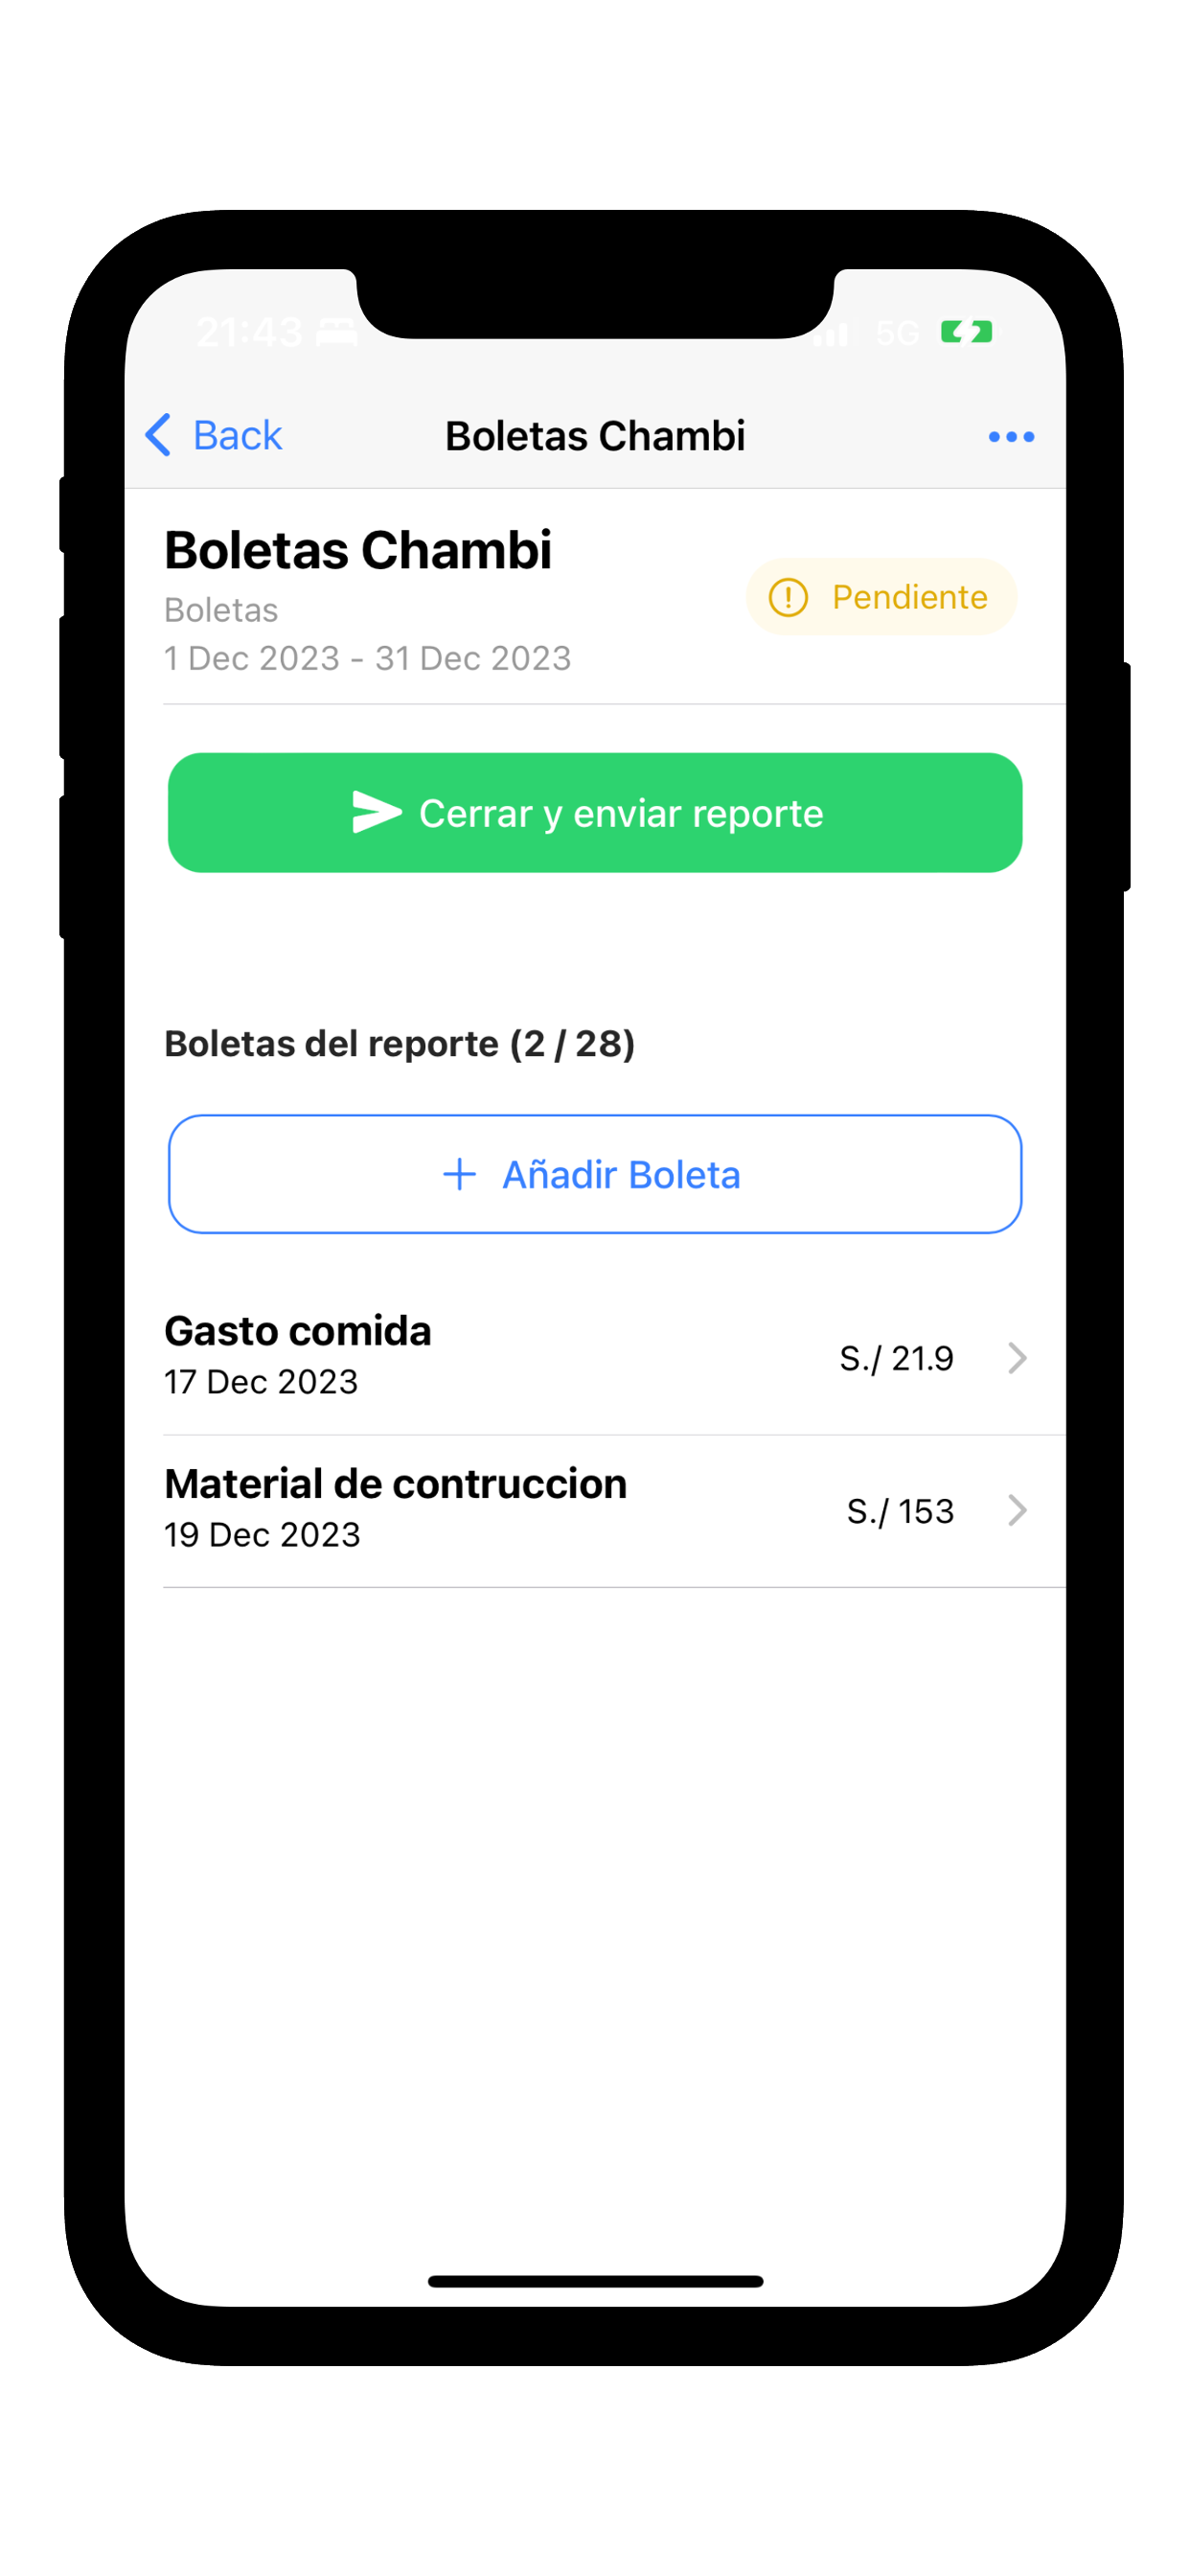 21:43 5G
Back Boletas Chambi
Boletas Chambi
Boletas
Pendiente
1 Dec 2023 - 31 Dec 2023
Cerrar y enviar reporte
Boletas del reporte (2 / 28)
+ Añadir Boleta
Gasto comida
S./ 21.9
17 Dec 2023
Material de contruccion
S./ 153
19 Dec 2023